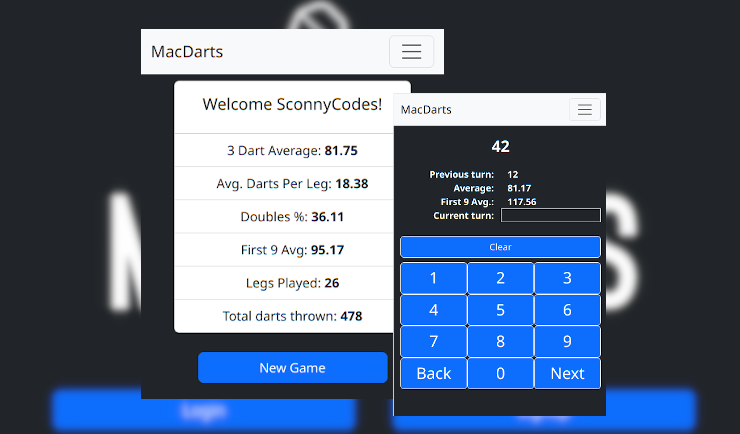 MacDarts
Welcome SconnyCodes!
3 Dart Average: 81.75
Avg. Darts Per Leg: 18.38
Doubles %: 36.11
First 9 Avg: 95.17
Legs Played: 26
Total darts thrown: 478
New Game
MacDarts
42
Previous turn: 12
Average: 81.17
First 9 Avg.: 117.56
Current turn:
Clear
1 2 3
4 5 6
7 8 9
Back 0 Next
Login